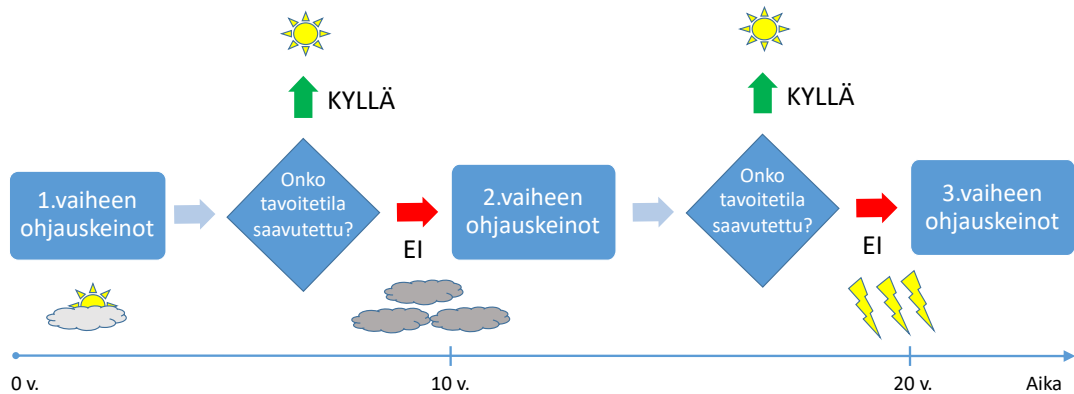 KYLLÄ
KYLLÄ
1.vaiheen
ohjauskeinot
Onko
tavoitetila
saavutettu?
EI
2.vaiheen
ohjauskeinot
Onko
tavoitetila
saavutettu?
EI
3.vaiheen
ohjauskeinot
0 v.
10 v.
20 v.
Aika